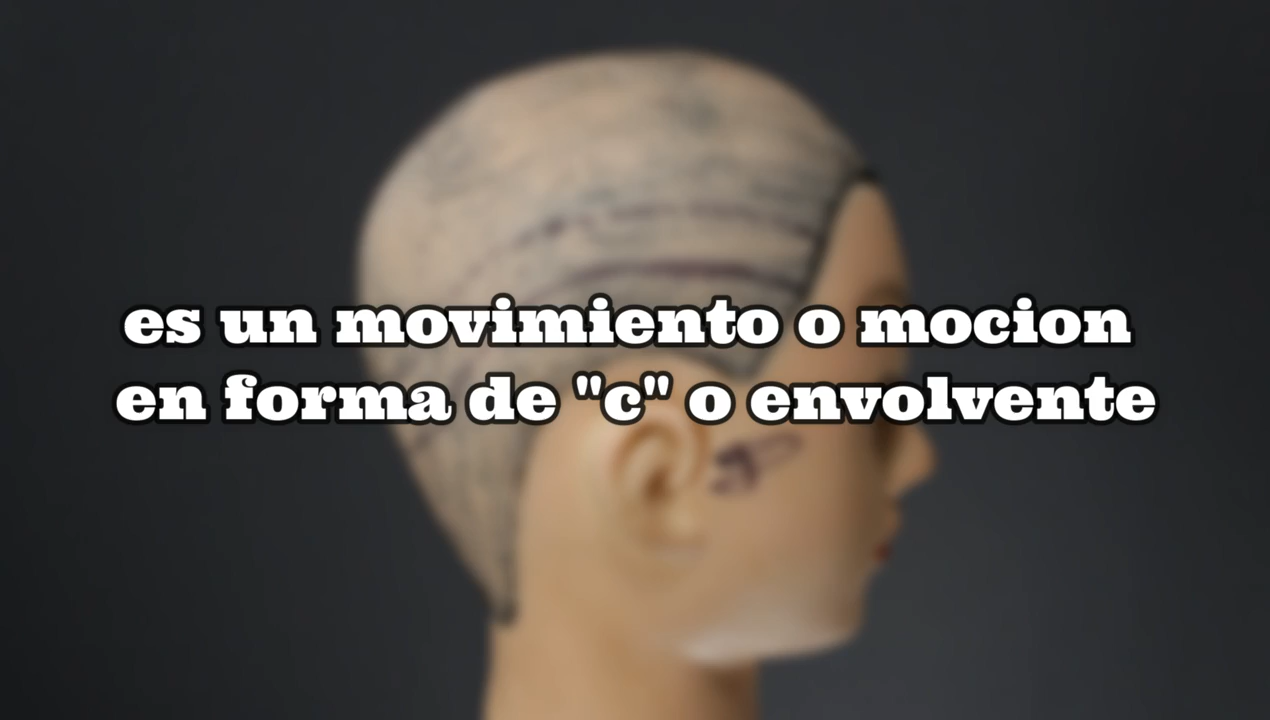 es un movimiento o mocion
en forma de "c" o envolvente